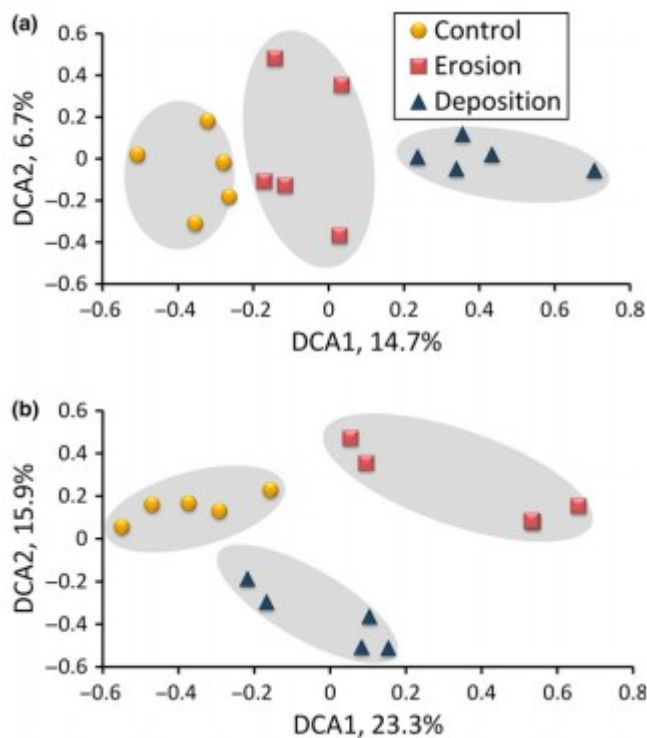 (a)
Control
Erosion
Deposition
0.6
0.4
0.2
0
−0.2
−0.4
−0.6
DCA2, 6.7%
−0.6 −0.4 −0.2 0 0.2 0.4 0.6 0.8
DCA1, 14.7%
(b)
0.6
0.4
0.2
0
−0.2
−0.4
−0.6
DCA2, 15.9%
−0.6 −0.4 −0.2 0 0.2 0.4 0.6 0.8
DCA1, 23.3%